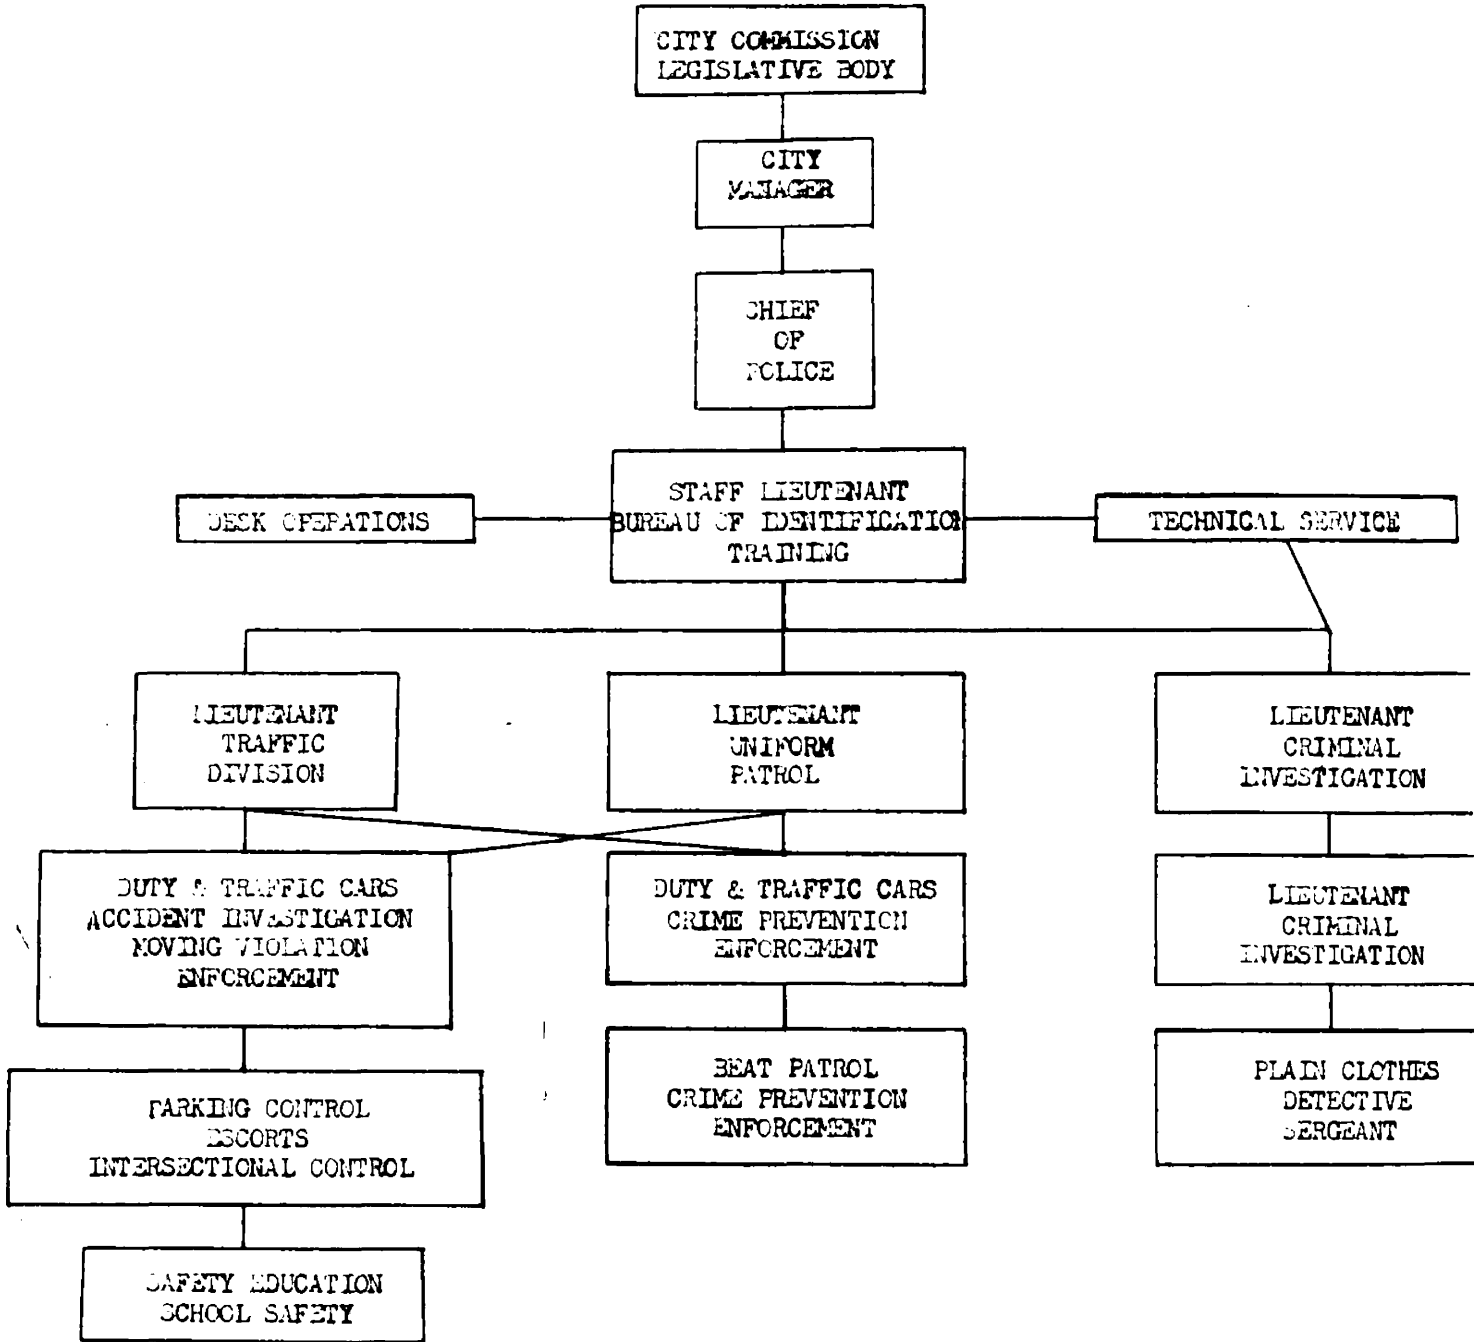 CITY COMMISSION
LEGISLATIVE BODY
CITY
MANAGER
CHIEF
OF
POLICE
STAFF LIEUTENANT
BUREAU OF IDENTIFICATION
TRAINING
DESK OPERATIONS
TECHNICAL SERVICE
LIEUTENANT
TRAFFIC
DIVISION
LIEUTENANT
UNIFORM
PATROL
LIEUTENANT
CRIMINAL
INVESTIGATION
DUTY & TRAFFIC CARS
ACCIDENT INVESTIGATION
MOVING VIOLATION
ENFORCEMENT
DUTY & TRAFFIC CARS
CRIME PREVENTION
ENFORCEMENT
LIEUTENANT
CRIMINAL
INVESTIGATION
PARKING CONTROL
ESCORTS
INTERSECTIONAL CONTROL
BEAT PATROL
CRIME PREVENTION
ENFORCEMENT
PLAIN CLOTHES
DETECTIVE
SERGEANT
SAFETY EDUCATION
SCHOOL SAFETY